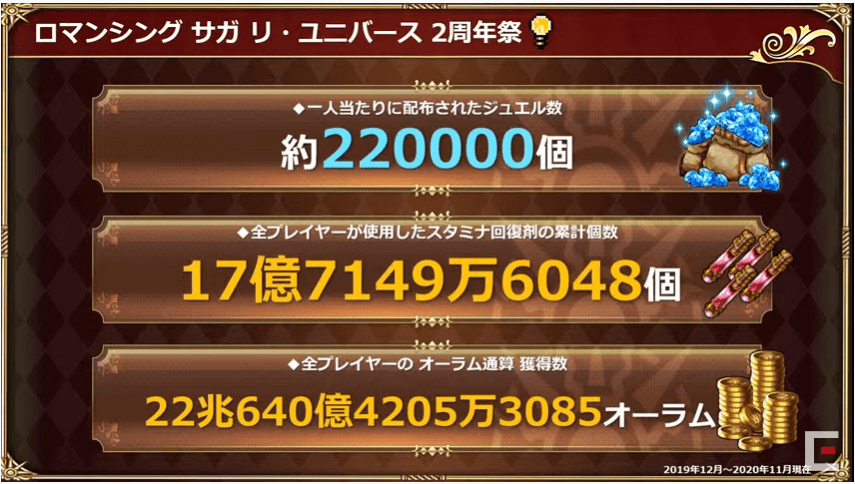 ロマンシング サガ リ・ユニバース 2周年祭
◆一人当たりに配布されたジュエル数
約220000個
◆全プレイヤーが使用したスタミナ回復剤の累計個数
17億7149万6048個
◆全プレイヤーの オーラム通算 獲得数
22兆640億4205万3085オーラム
2019年12月~2020年11月現在